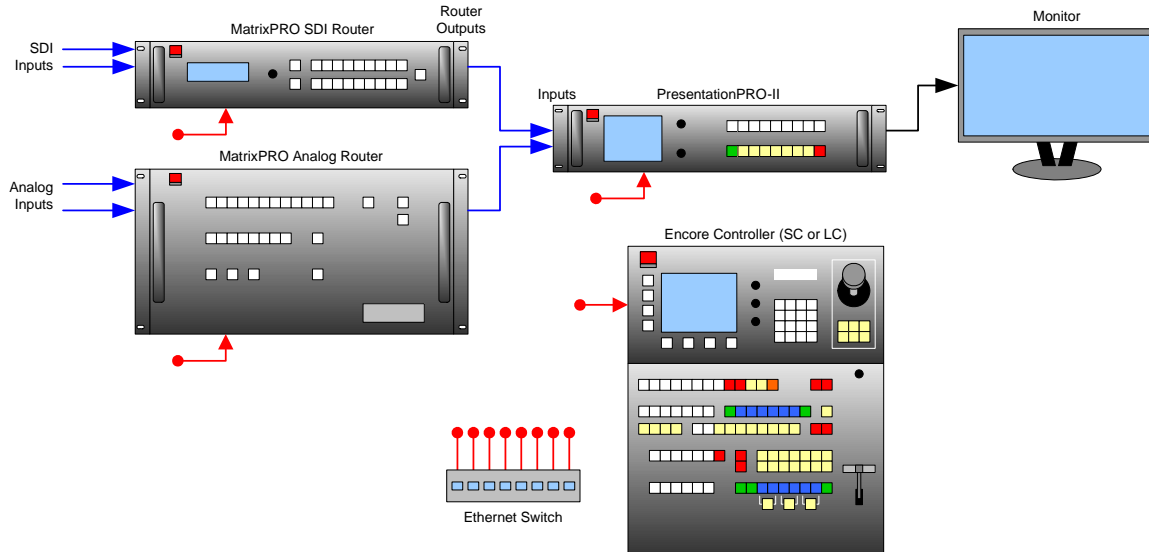 MatrixPRO SDI Router
Router
Outputs
Monitor
SDI
Inputs
Inputs
PresentationPRO-II
MatrixPRO Analog Router
Analog
Inputs
Encore Controller (SC or LC)
Ethernet Switch